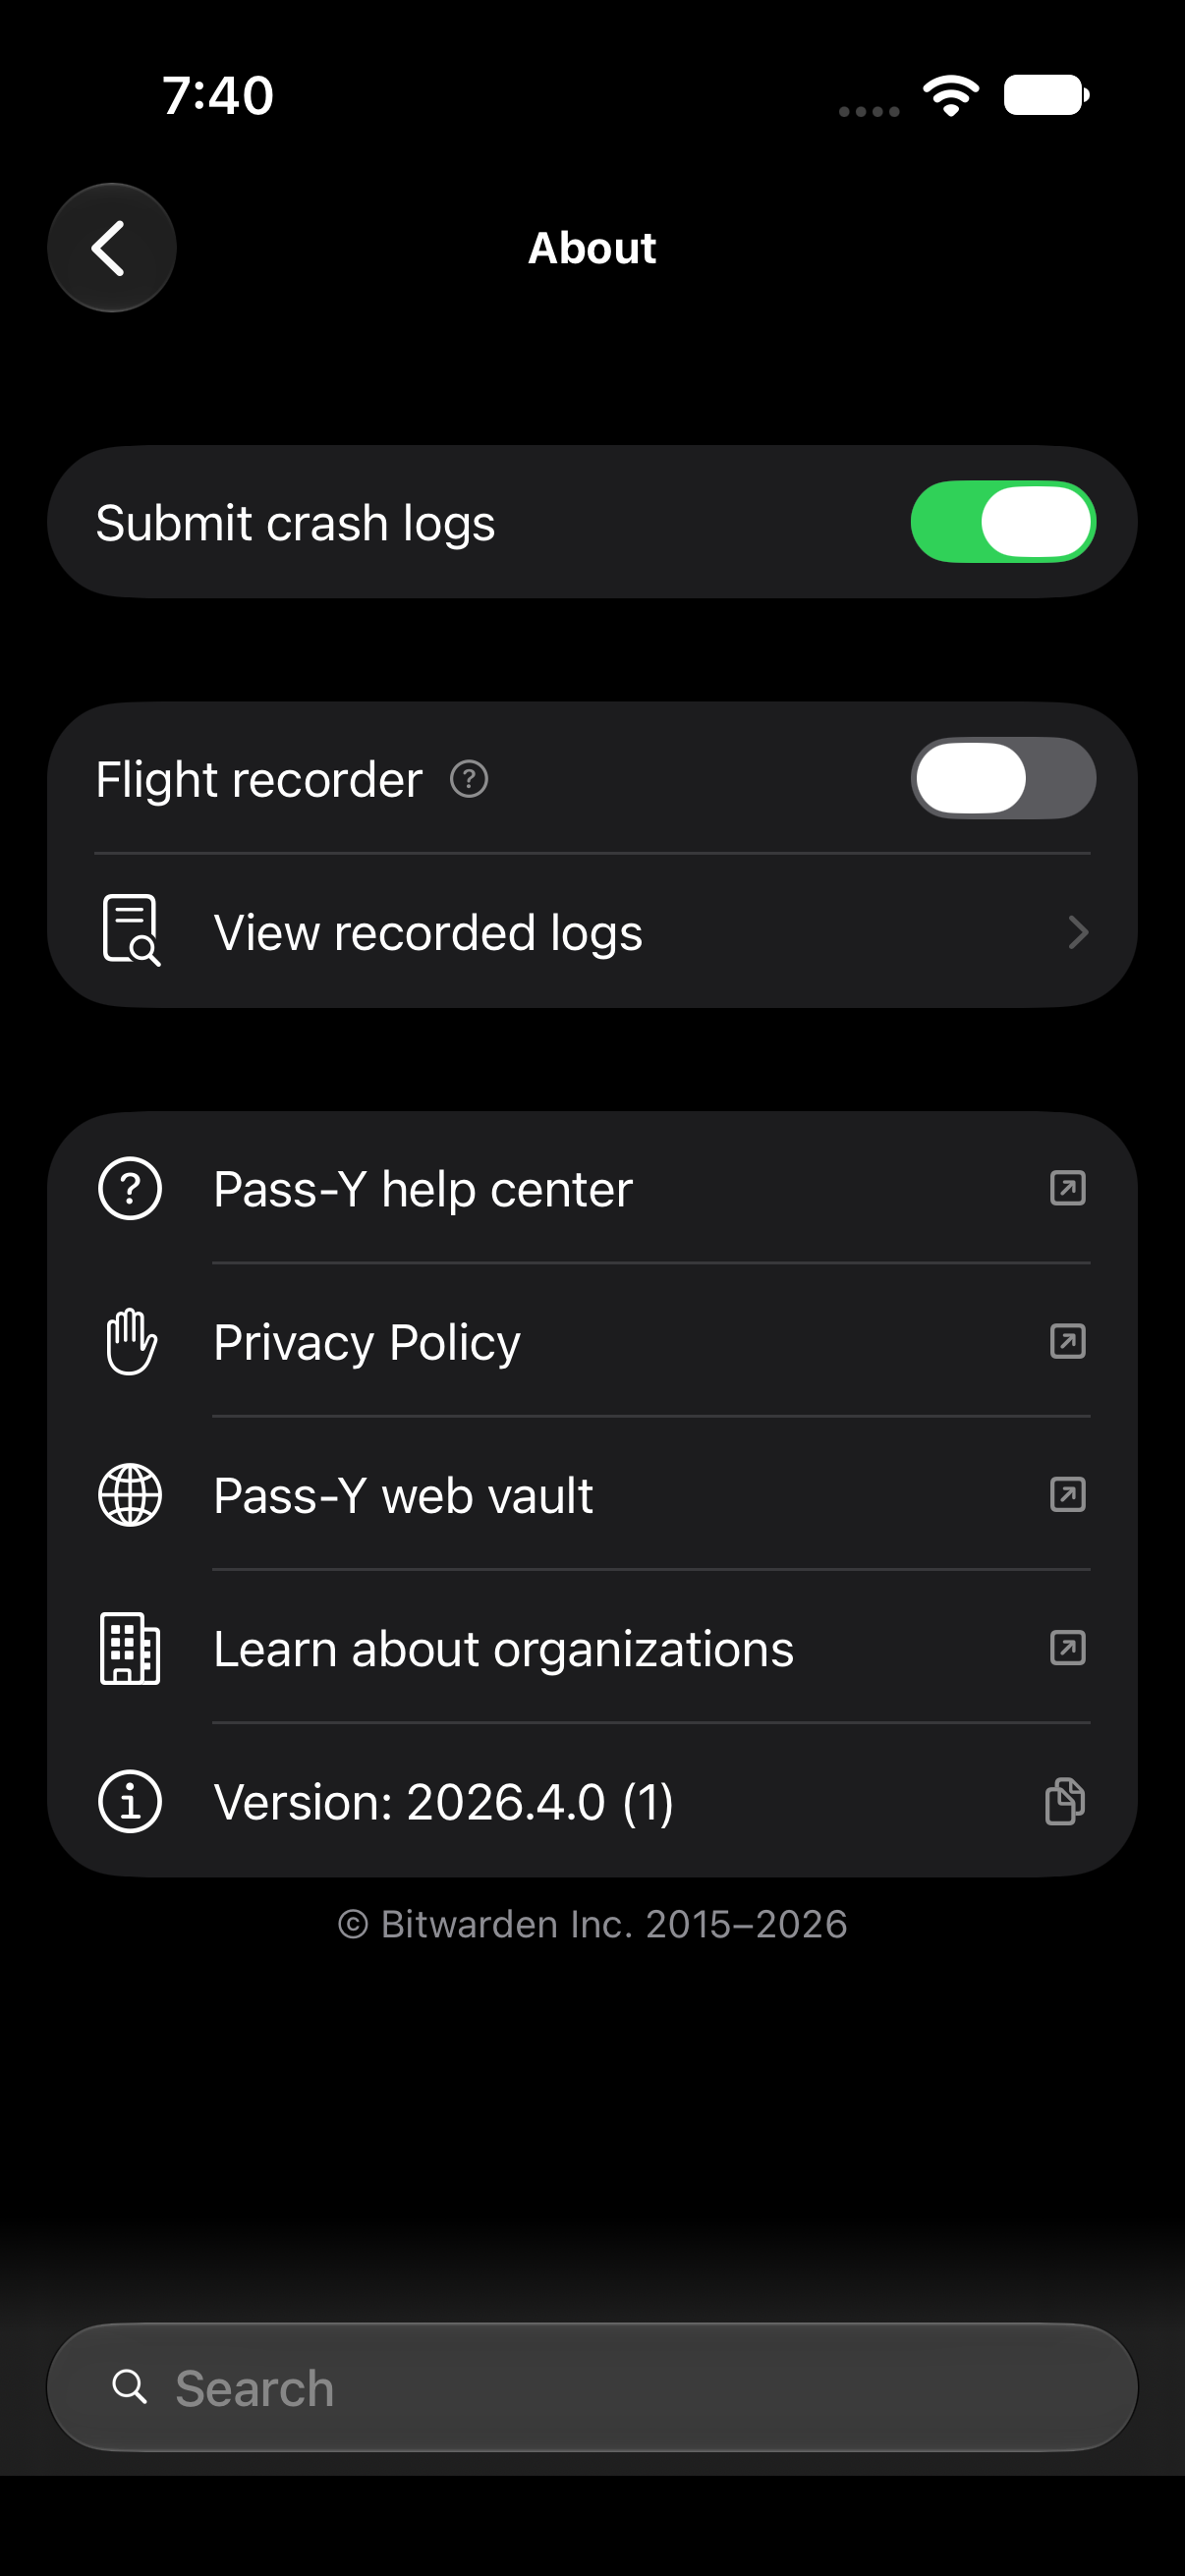 7:40
About
Submit crash logs
Flight recorder
View recorded logs
Pass-Y help center
Privacy Policy
Pass-Y web vault
Learn about organizations
Version: 2026.4.0 (1)
© Bitwarden Inc. 2015–2026
Search